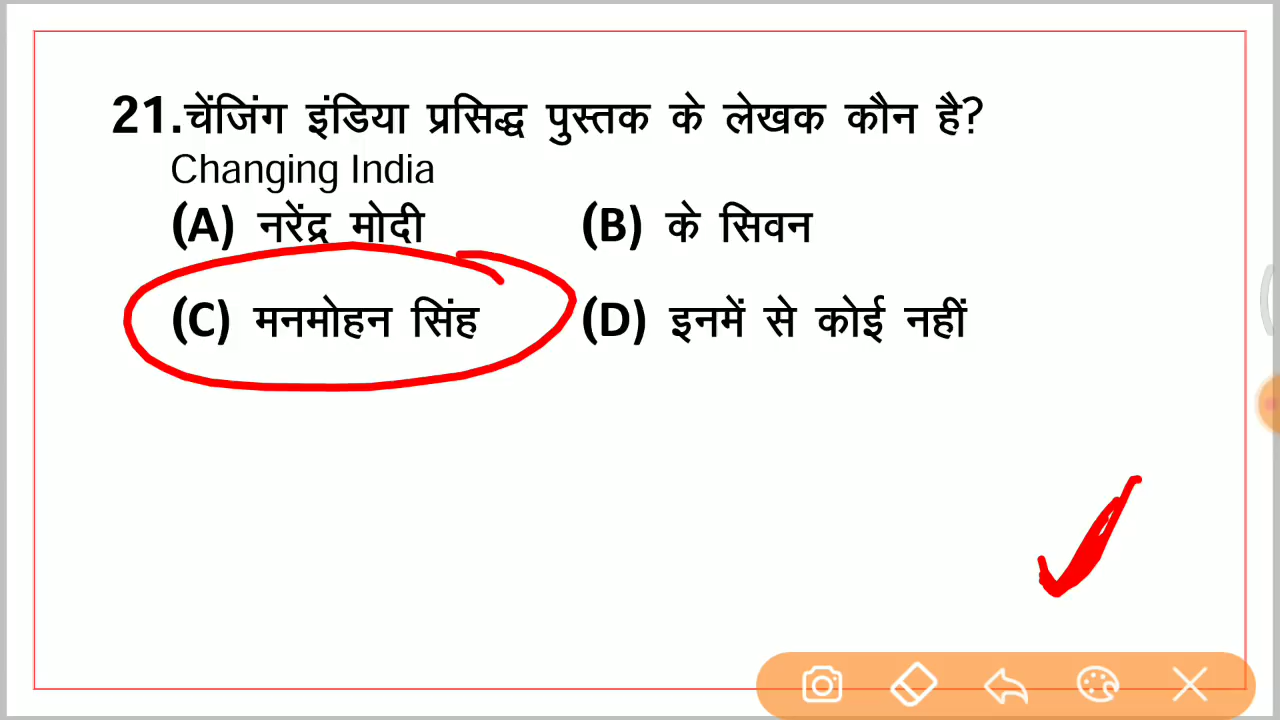 21.चेंजिंग इंडिया प्रसिद्ध पुस्तक के लेखक कौन है?
Changing India
(A) नरेंद्र मोदी (B) के सिवन
(C) मनमोहन सिंह (D) इनमें से कोई नहीं